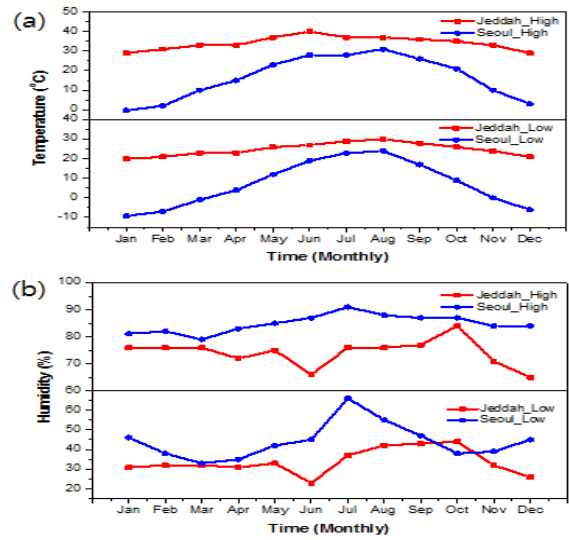 (a)
50
40
30
20
10
0
40
30
20
10
0
-10
Temperature (⁰C)
Jeddah_High
Seoul_High
Jeddah_Low
Seoul_Low
Jan Feb Mar Apr May Jun Jul Aug Sep Oct Nov Dec
Time (Monthly)
(b)
100
90
80
70
60
50
40
30
20
Humidity (%)
Jeddah_High
Seoul_High
Jeddah_Low
Seoul_Low
Jan Feb Mar Apr May Jun Jul Aug Sep Oct Nov Dec
Time (Monthly)